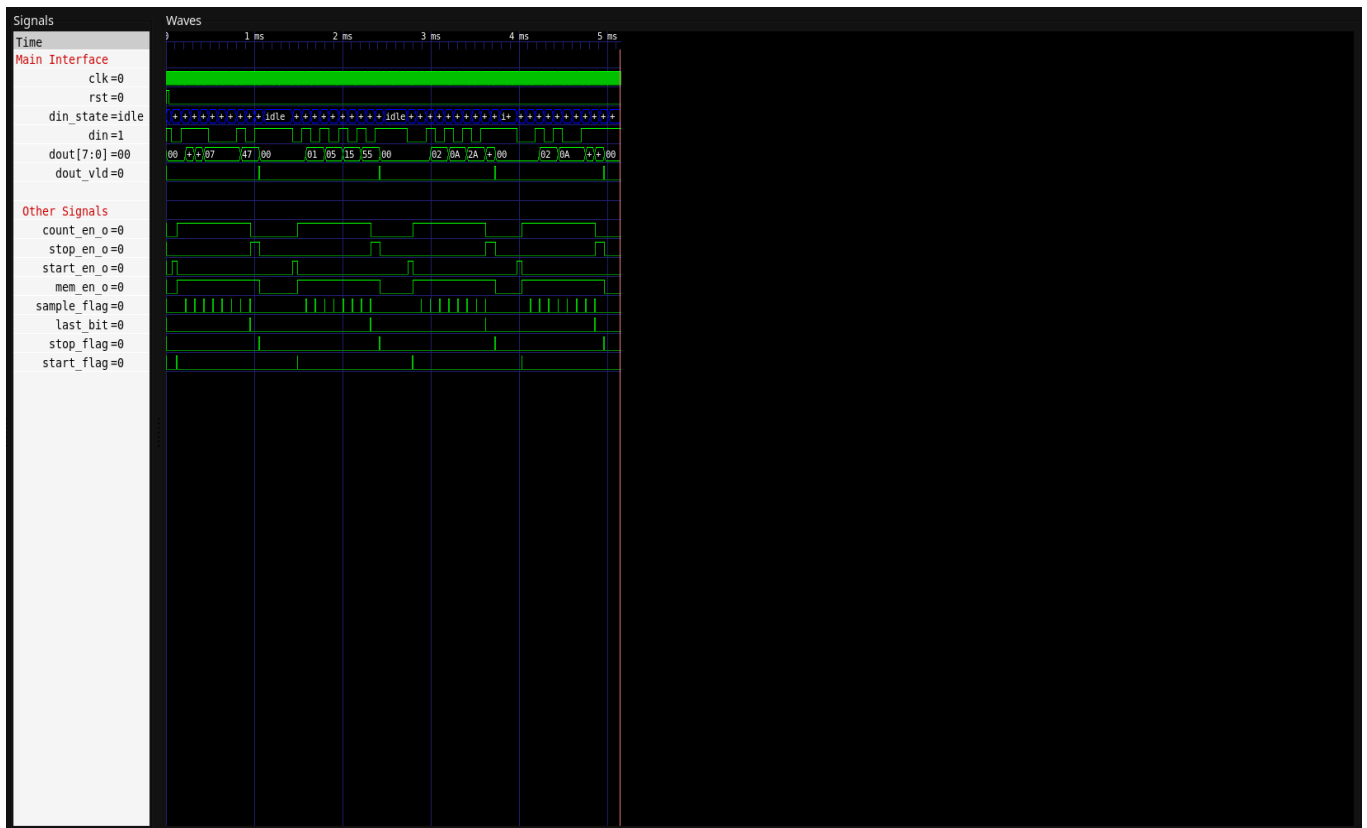 Signals
Waves
Time
0 1 ms 2 ms 3 ms 4 ms 5 ms
Main Interface
clk=0
rst=0
din_state=idle + + + + + + + + + + idle + + + + + + + + + + idle + + + + + + + + + + i+ + + + + + + + + + + +
din=1
dout[7:0]=00 00 + + 07 47 00 01 05 15 55 00 02 0A 2A + 00 02 0A + + 00
dout_vld=0
Other Signals
count_en_o=0
stop_en_o=0
start_en_o=0
mem_en_o=0
sample_flag=0
last_bit=0
stop_flag=0
start_flag=0